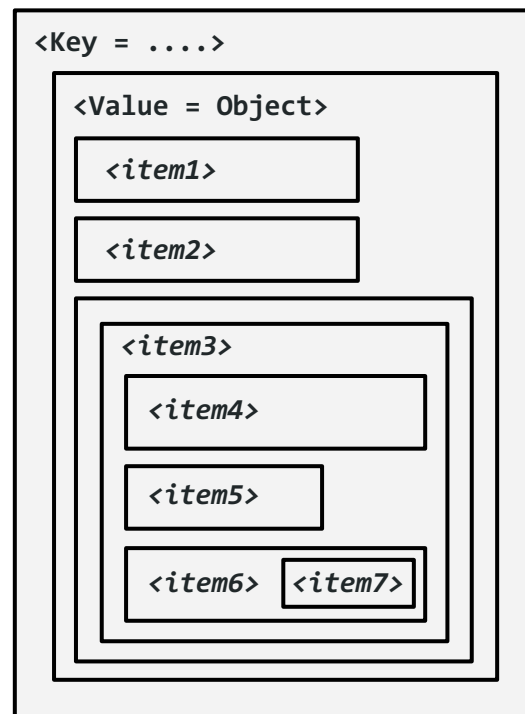 <Key = ....>
<Value = Object>
<item1>
<item2>
<item3>
<item4>
<item5>
<item6> <item7>